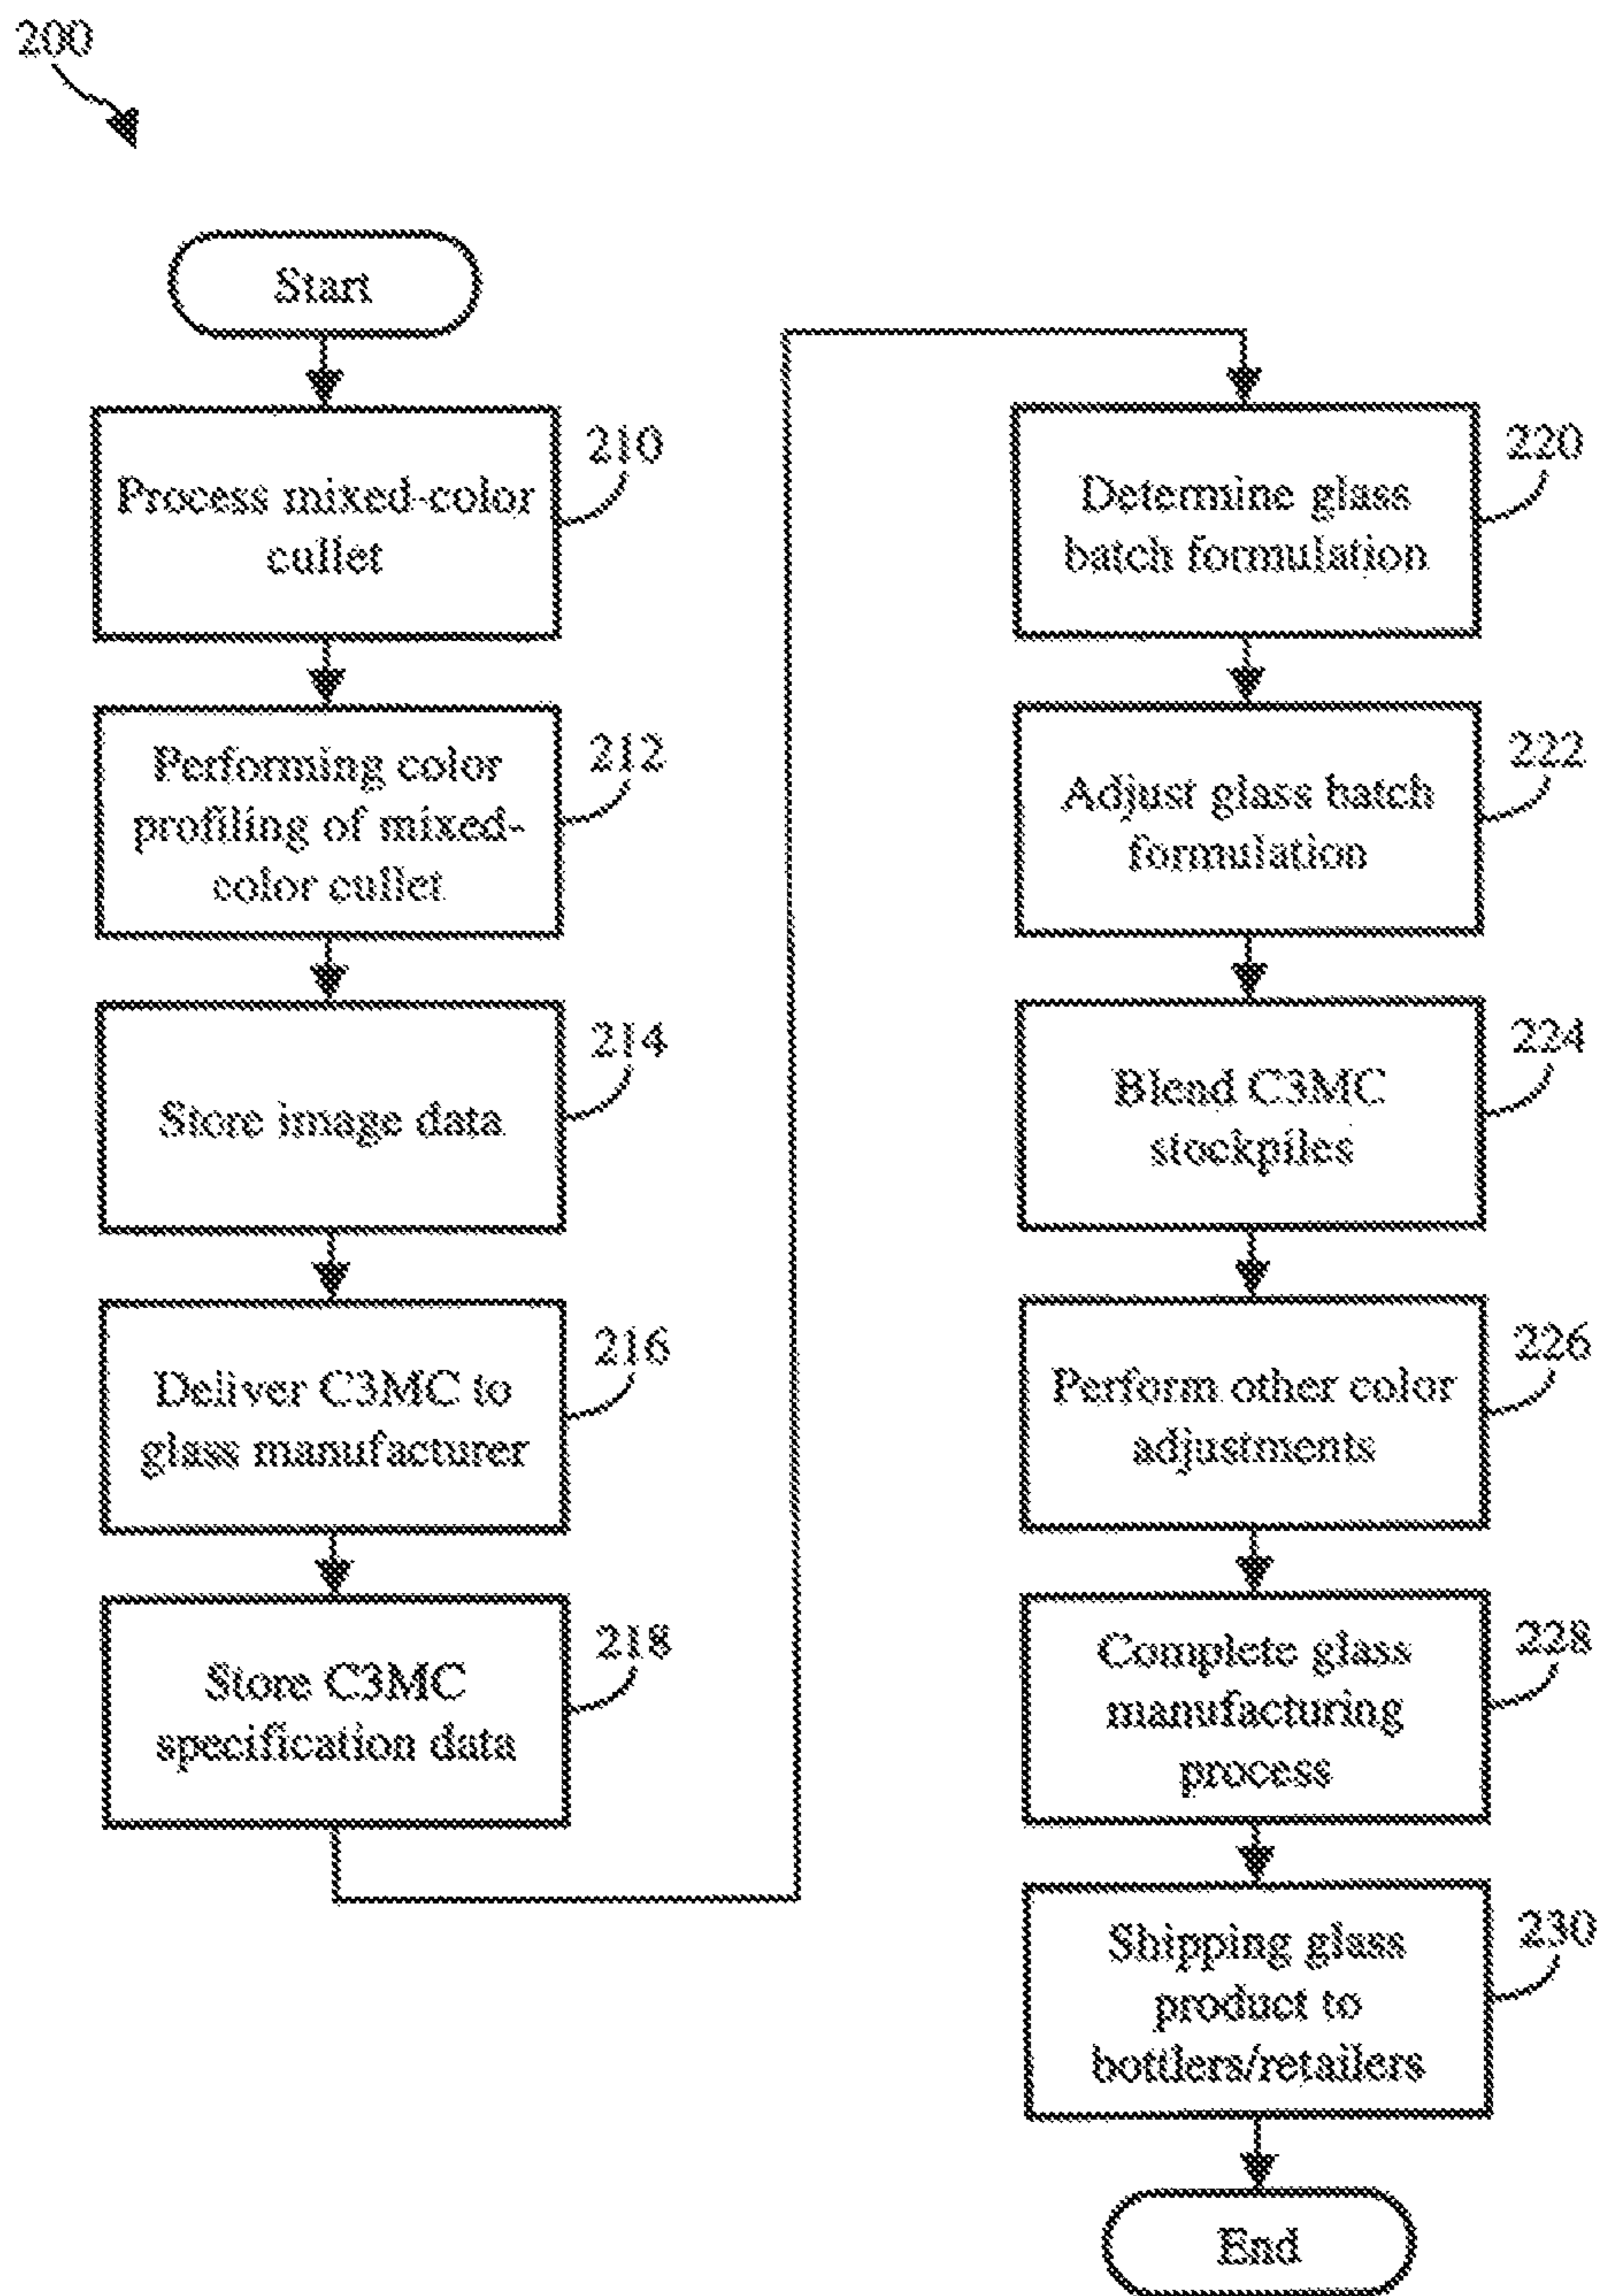 200
Start
210
Process mixed-color
cullet
212
Performing color
profiling of mixed-
color cullet
214
Store image data
216
Deliver C3MC to
glass manufacturer
218
Store C3MC
specification data
220
Determine glass
batch formulation
222
Adjust glass batch
formulation
224
Blend C3MC
stockpiles
226
Perform other color
adjustments
228
Complete glass
manufacturing
process
230
Shipping glass
product to
bottlers/retailers
End